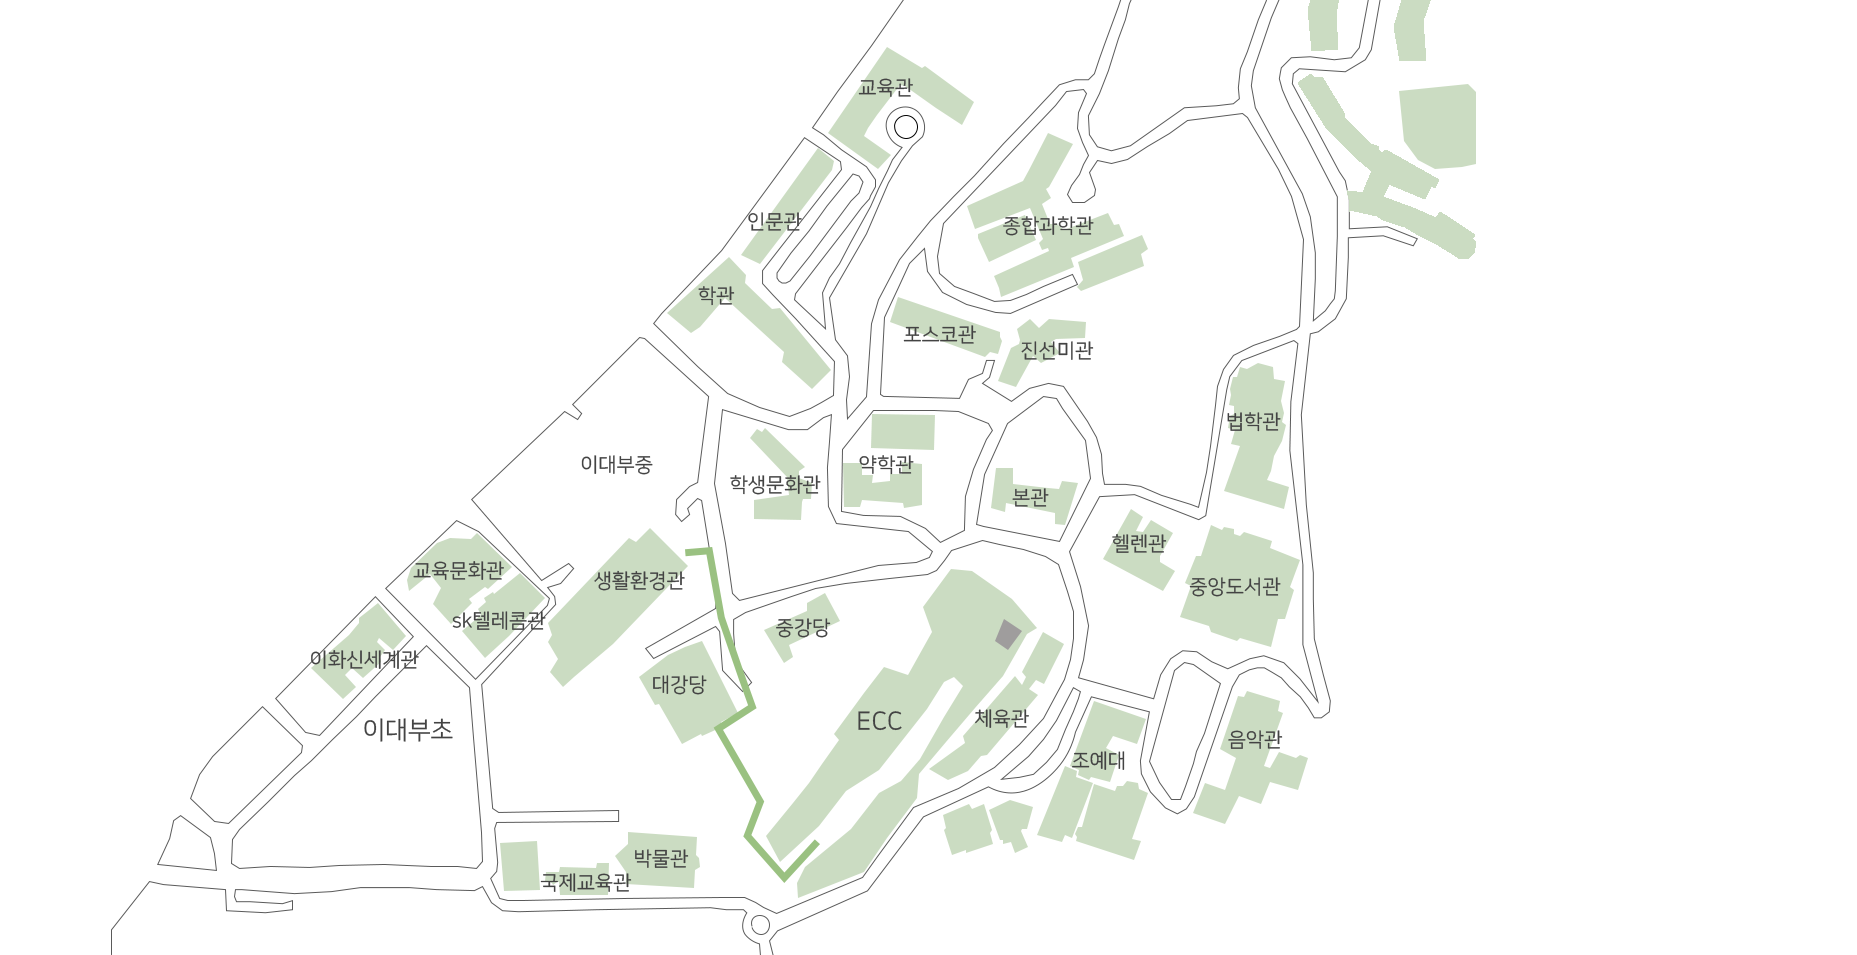 교육관
인문관
종합과학관
학관
포스코관
진선미관
법학관
이대부중
약학관
학생문화관
본관
헬렌관
교육문화관
생활환경관
중앙도서관
sk텔레콤관
중강당
이화신세계관
대강당
체육관
ECC
이대부초
음악관
조예대
박물관
국제교육관